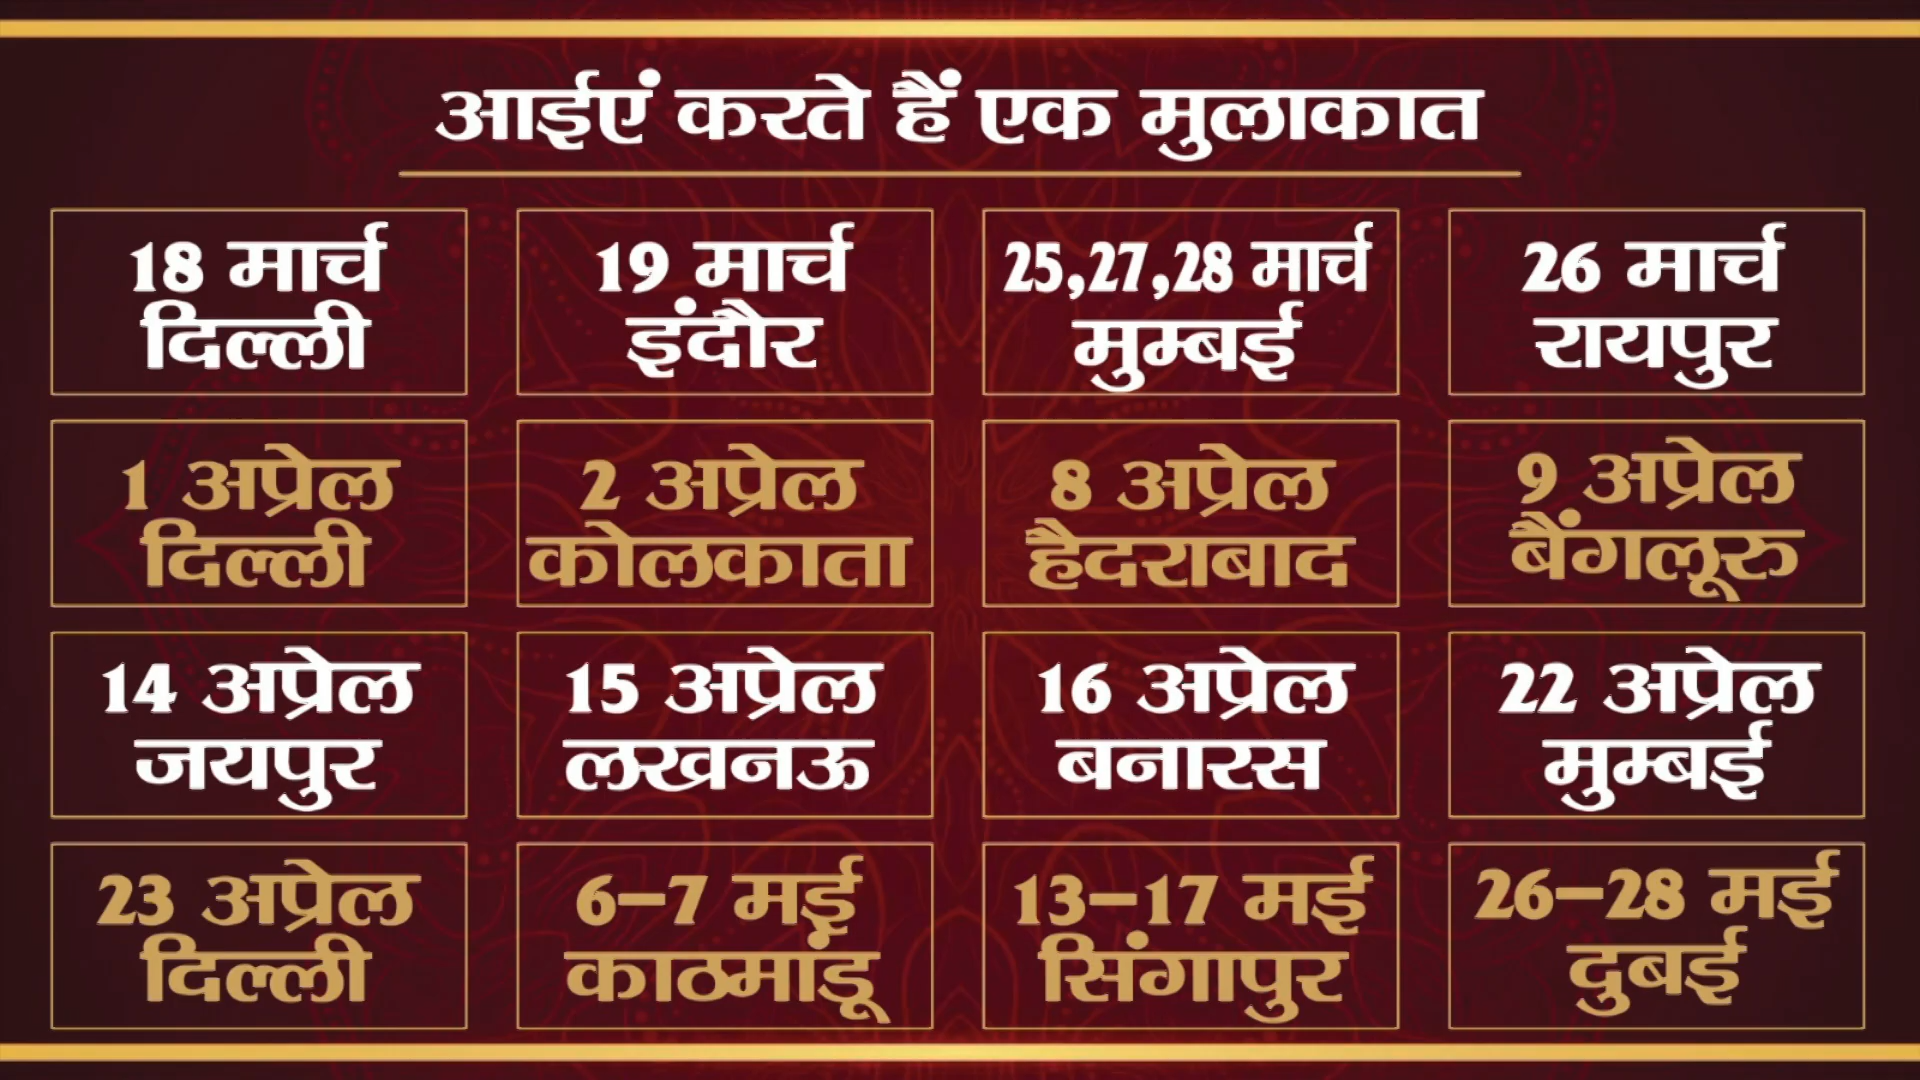 आईएं करते हैं एक मुलाकात
18 मार्च
दिल्ली
19 मार्च
इंदौर
25,27,28 मार्च
मुम्बई
26 मार्च
रायपुर
1 अप्रेल
दिल्ली
2 अप्रेल
कोलकाता
8 अप्रेल
हैदराबाद
9 अप्रेल
बैंगलूरु
14 अप्रेल
जयपुर
15 अप्रेल
लखनऊ
16 अप्रेल
बनारस
22 अप्रेल
मुम्बई
23 अप्रेल
दिल्ली
6–7 मई
काठमांडू
13–17 मई
सिंगापुर
26–28 मई
दुबई